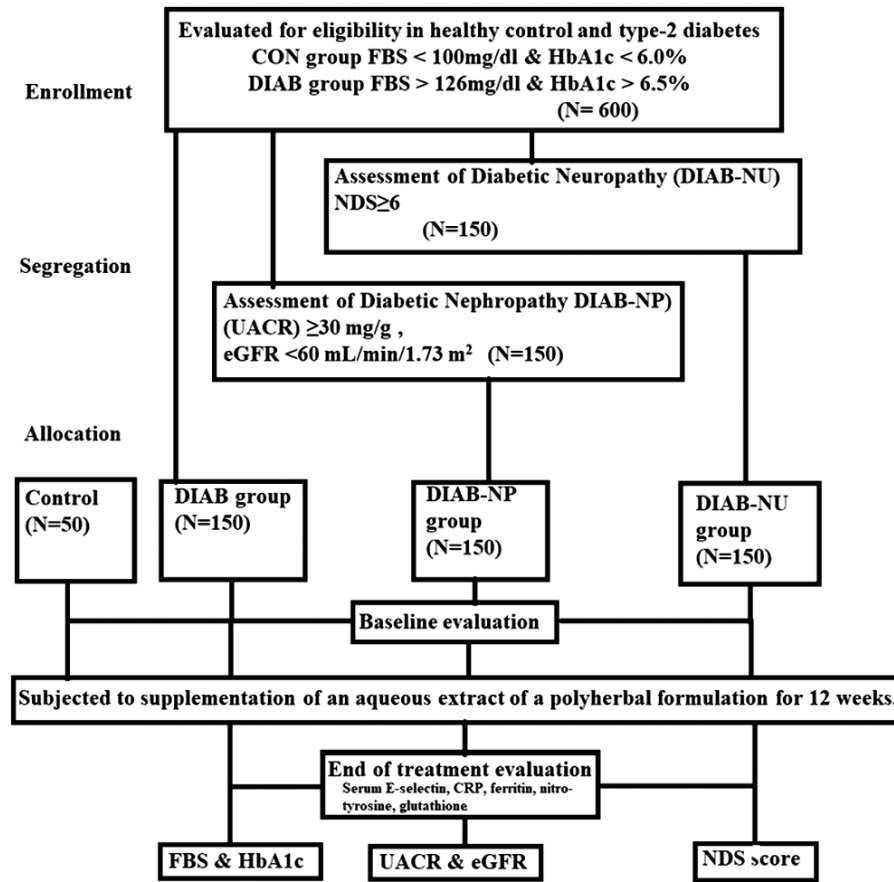 Evaluated for eligibility in healthy control and type-2 diabetes
CON group FBS < 100mg/dl & HbA1c < 6.0%
DIAB group FBS > 126mg/dl & HbA1c > 6.5%
(N= 600)
Enrollment
Assessment of Diabetic Neuropathy (DIAB-NU)
NDS≥6
(N=150)
Segregation
Assessment of Diabetic Nephropathy DIAB-NP)
(UACR) ≥30 mg/g ,
eGFR <60 mL/min/1.73 m² (N=150)
Allocation
Control
(N=50)
DIAB group
(N=150)
DIAB-NP
group
(N=150)
DIAB-NU
group
(N=150)
Baseline evaluation
Subjected to supplementation of an aqueous extract of a polyherbal formulation for 12 weeks.
End of treatment evaluation
Serum E-selectin, CRP, ferritin, nitro-
tyrosine, glutathione
FBS & HbA1c
UACR & eGFR
NDS score